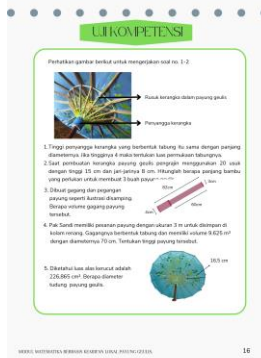 UJI KOMPETENSI
Perhatikan gambar berikut untuk mengerjakan soal no. 1-2
Rusuk kerangka dalam payung geulis
Penyangga kerangka
1. Tinggi penyangga kerangka yang berbentuk tabung itu sama dengan panjang
diameternya. Jika tingginya 4 maka tentukan luas permukaan tabungnya.
2. Saat pembuatan kerangka payung geulis pengrajin menggunakan 20 usuk
dengan tinggi 15 cm dan jari-jarinya 8 cm. Hitunglah berapa panjang bambu
yang perlukan untuk membuat 3 buah payung
3. Dibuat gagang dan pegangan
payung seperti ilustrasi disamping.
Berapa volume gagang payung
tersebut.
60cm
4. Pak Sandi memiliki pesanan payung dengan ukuran 3 m untuk disimpan di
kolam renang. Gagangnya berbentuk tabung dan memiliki volume 9.625 m³
dengan diameternya 70 cm. Tentukan tinggi payung tersebut.
5. Diketahui luas alas kerucut adalah
226,865 cm². Berapa diameter
tudung payung geulis.
19,5 cm
MODUL MATEMATIKA BERBASIS KEARIFAN LOKAL PAYUNG GEULIS
16